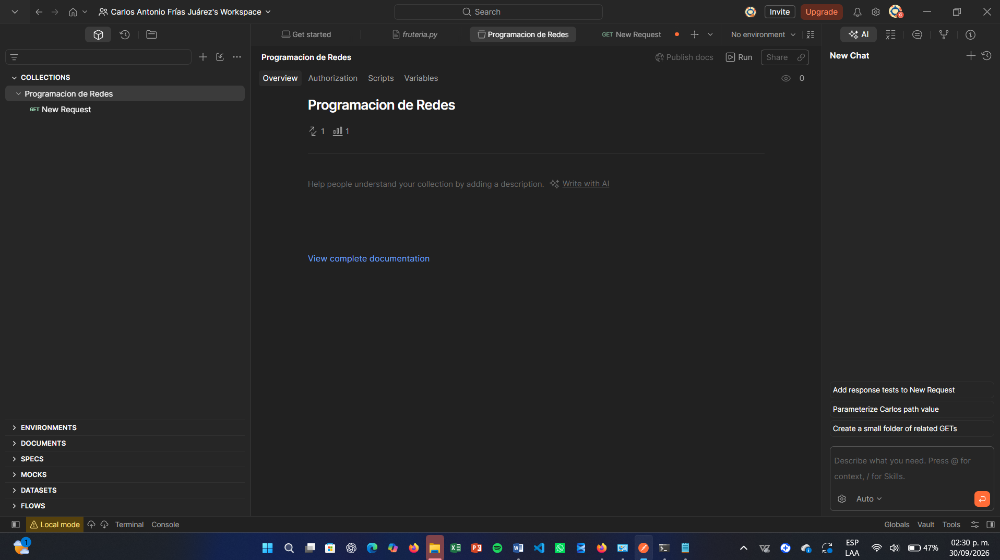 Carlos Antonio Frías Juárez's Workspace
Search
Invite
Upgrade
Get started
fruteria.py
Programacion de Redes
GET New Request
No environment
AI
Programacion de Redes
Publish docs
Run
Share
New Chat
COLLECTIONS
Programacion de Redes
GET New Request
Overview
Authorization
Scripts
Variables
0
Programacion de Redes
1
1
Help people understand your collection by adding a description.
Write with AI
View complete documentation
Add response tests to New Request
Parameterize Carlos path value
Create a small folder of related GETs
Describe what you need. Press @ for
context, / for Skills.
Auto
ENVIRONMENTS
DOCUMENTS
SPECS
MOCKS
DATASETS
FLOWS
Local mode
Terminal
Console
Globals
Vault
Tools
1
ESP
LAA
47%
02:30 p. m.
30/09/2026